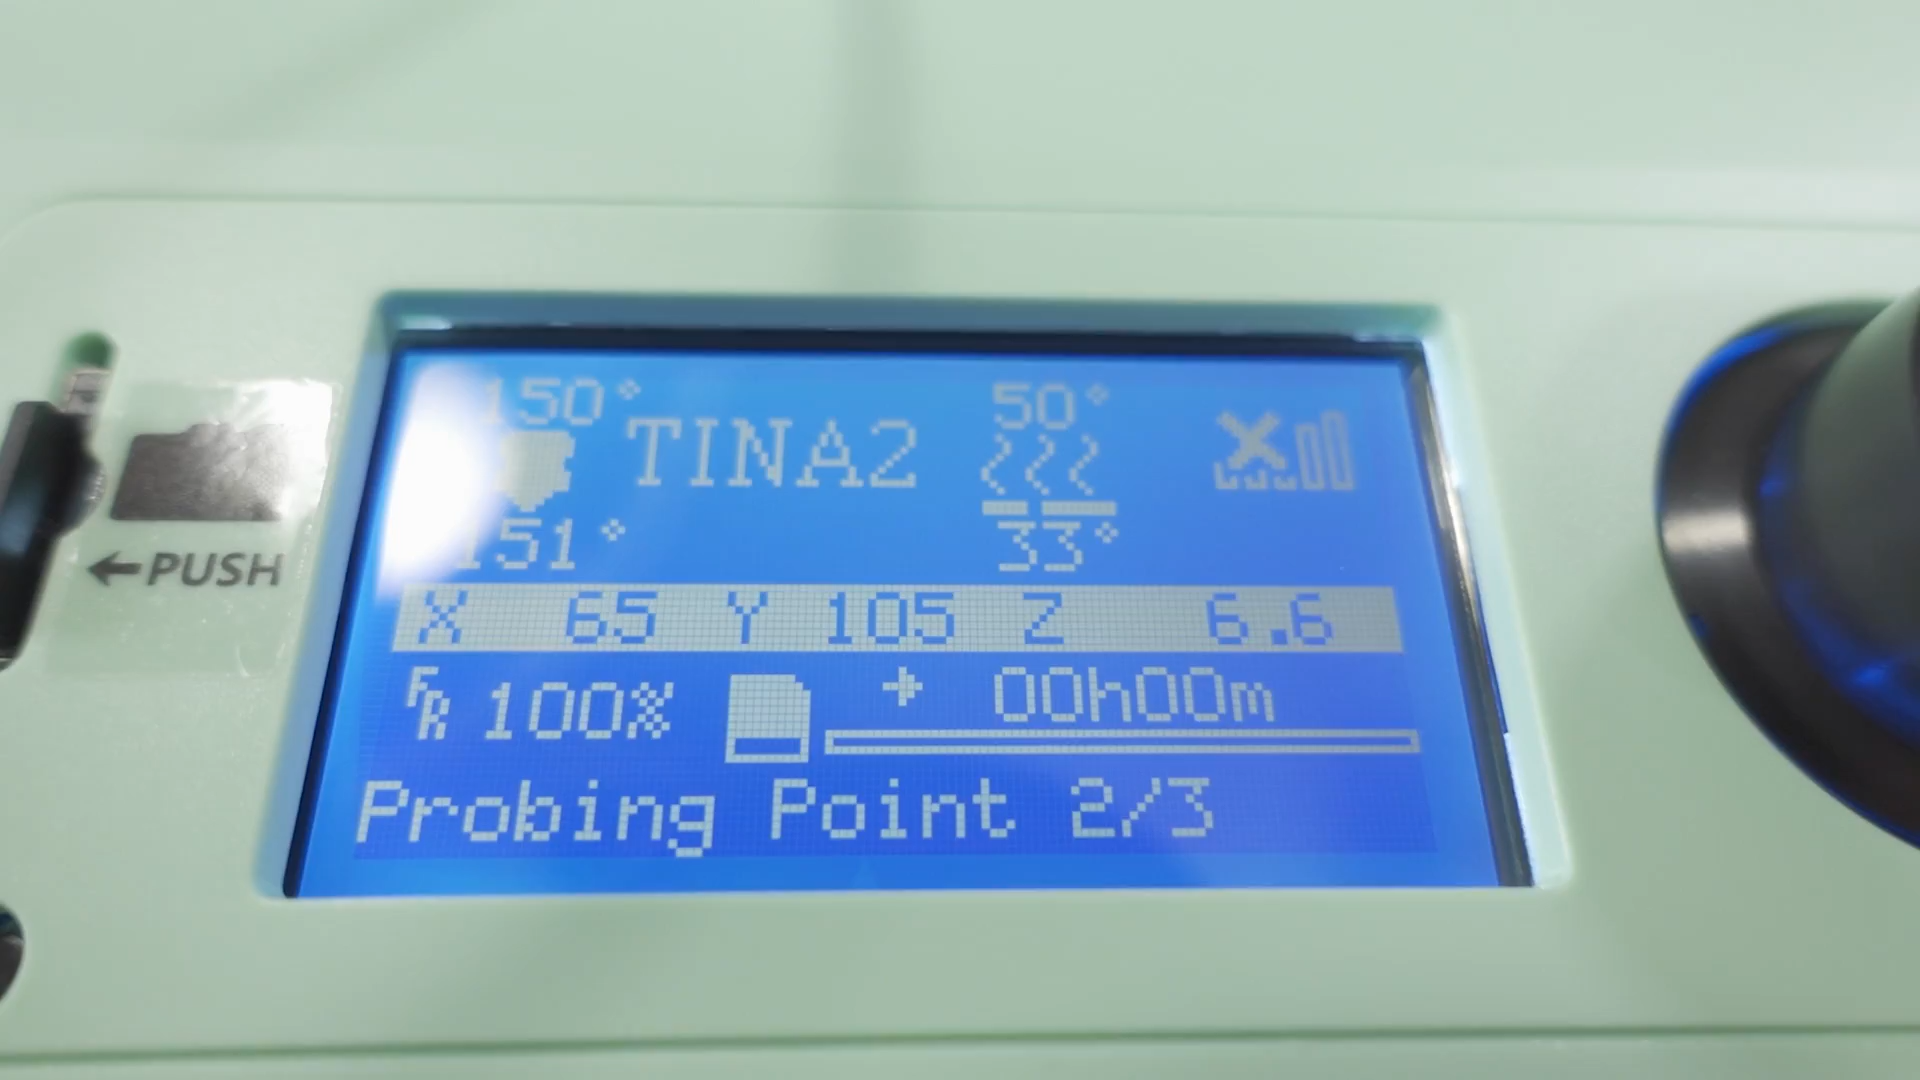 150° TINA2 50°
151° 33°
X 65 Y 105 Z 6.6
FR 100% → 00h00m
Probing Point 2/3
←PUSH